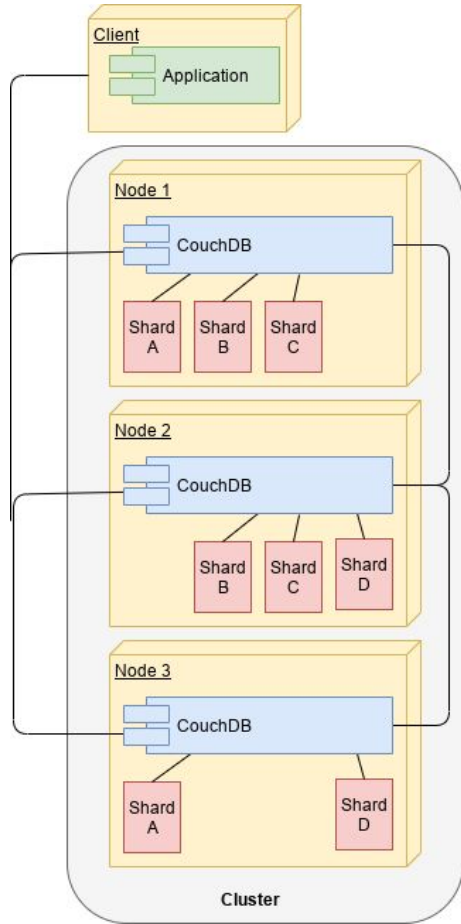 Client
Application
Node 1
CouchDB
Shard
A
Shard
B
Shard
C
Node 2
CouchDB
Shard
B
Shard
C
Shard
D
Node 3
CouchDB
Shard
A
Shard
D
Cluster